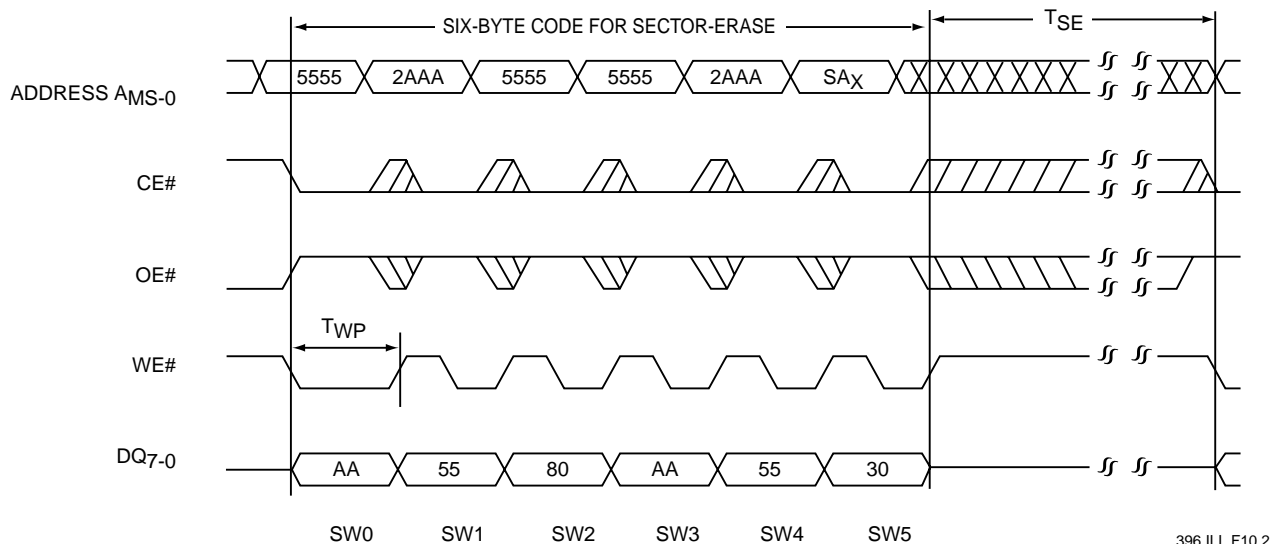 SIX-BYTE CODE FOR SECTOR-ERASE
TSE
ADDRESS AMS-0
5555 2AAA 5555 5555 2AAA SAX
CE#
OE#
TWP
WE#
DQ7-0
AA 55 80 AA 55 30
SW0 SW1 SW2 SW3 SW4 SW5
396 ILL F10.2